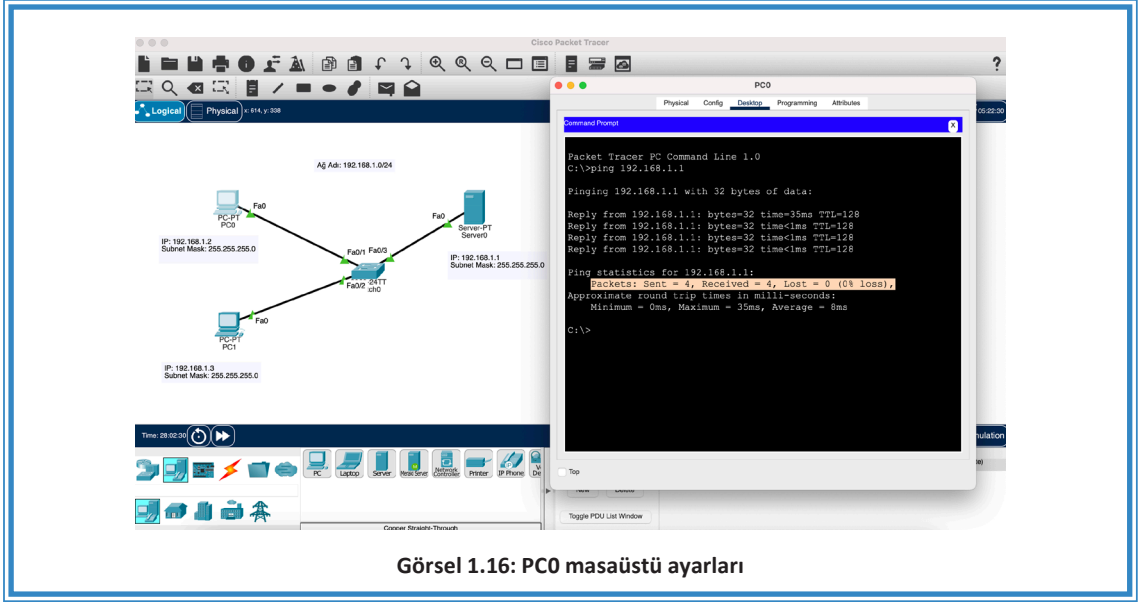 Cisco Packet Tracer
?
Logical
Physical
x: 614, y: 338
05:22:30
Ağ Adı: 192.168.1.0/24
Fa0
PC-PT
PC0
IP: 192.168.1.2
Subnet Mask: 255.255.255.0
Fa0
Server-PT
Server0
IP: 192.168.1.1
Subnet Mask: 255.255.255.0
Fa0/1 Fa0/3
Fa0/2
24TT
Fa0
PC-PT
PC1
IP: 192.168.1.3
Subnet Mask: 255.255.255.0
PC0
Physical Config Desktop Programming Attributes
Command Prompt
X
Packet Tracer PC Command Line 1.0
C:\>ping 192.168.1.1
Pinging 192.168.1.1 with 32 bytes of data:
Reply from 192.168.1.1: bytes=32 time=35ms TTL=128
Reply from 192.168.1.1: bytes=32 time<1ms TTL=128
Reply from 192.168.1.1: bytes=32 time<1ms TTL=128
Reply from 192.168.1.1: bytes=32 time<1ms TTL=128
Ping statistics for 192.168.1.1:
Packets: Sent = 4, Received = 4, Lost = 0 (0% loss),
Approximate round trip times in milli-seconds:
Minimum = 0ms, Maximum = 35ms, Average = 8ms
C:\>
Top
Time: 28:02:30
PC Laptop Server Meraki Server Network Controller Printer IP Phone
New Delete
Toggle PDU List Window
Copper Straight-Through
Görsel 1.16: PC0 masaüstü ayarları